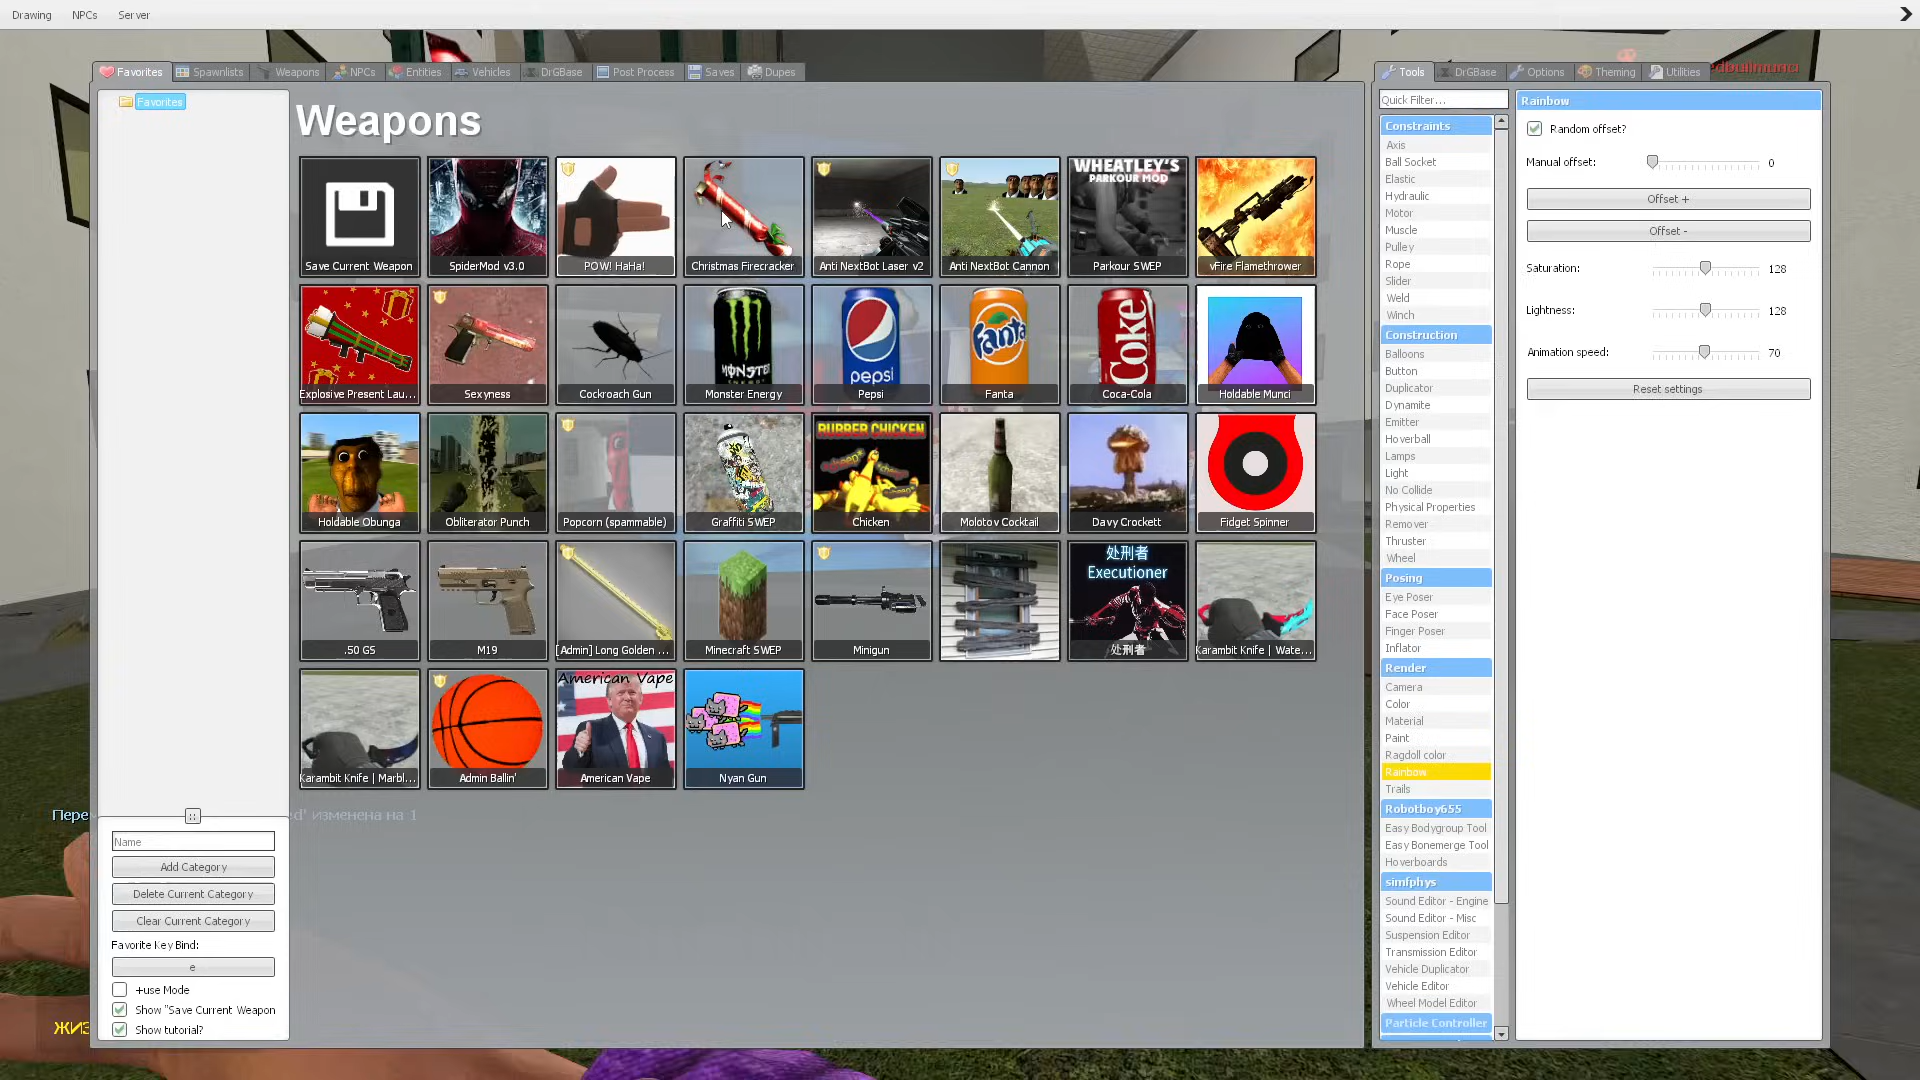 Drawing NPCs Server
Favorites Spawnlists Weapons NPCs Entities Vehicles DrGBase Post Process Saves Dupes
Favorites
Weapons
Save Current Weapon
SpiderMod v3.0
POW! HaHa!
Christmas Firecracker
Anti NextBot Laser v2
Anti NextBot Cannon
WHEATLEY'S
PARKOUR MOD
Parkour SWEP
vFire Flamethrower
Explosive Present Lau...
Sexyness
Cockroach Gun
MONSTER
Monster Energy
pepsi
Pepsi
Fanta
Fanta
Coke
Coca-Cola
Holdable Munci
Holdable Obunga
Obliterator Punch
Popcorn (spammable)
Graffiti SWEP
RUBBER CHICKEN
Chicken
Molotov Cocktail
Davy Crockett
Fidget Spinner
.50 GS
M19
[Admin] Long Golden ...
Minecraft SWEP
Minigun
处刑者
Executioner
处刑者
Karambit Knife | Wate...
Karambit Knife | Marbl...
Admin Ballin'
American Vape
American Vape
Nyan Gun
Пере
d' изменена на 1
Name
Add Category
Delete Current Category
Clear Current Category
Favorite Key Bind:
e
+use Mode
Show "Save Current Weapon
Show tutorial?
ЖИЗ
Tools DrGBase Options Theming Utilities
Quick Filter...
Constraints
Axis
Ball Socket
Elastic
Hydraulic
Motor
Muscle
Pulley
Rope
Slider
Weld
Winch
Construction
Balloons
Button
Duplicator
Dynamite
Emitter
Hoverball
Lamps
Light
No Collide
Physical Properties
Remover
Thruster
Wheel
Posing
Eye Poser
Face Poser
Finger Poser
Inflator
Render
Camera
Color
Material
Paint
Ragdoll color
Rainbow
Trails
Robotboy655
Easy Bodygroup Tool
Easy Bonemerge Tool
Hoverboards
simfphys
Sound Editor - Engine
Sound Editor - Misc
Suspension Editor
Transmission Editor
Vehicle Duplicator
Vehicle Editor
Wheel Model Editor
Particle Controller
Rainbow
Random offset?
Manual offset: 0
Offset +
Offset -
Saturation: 128
Lightness: 128
Animation speed: 70
Reset settings